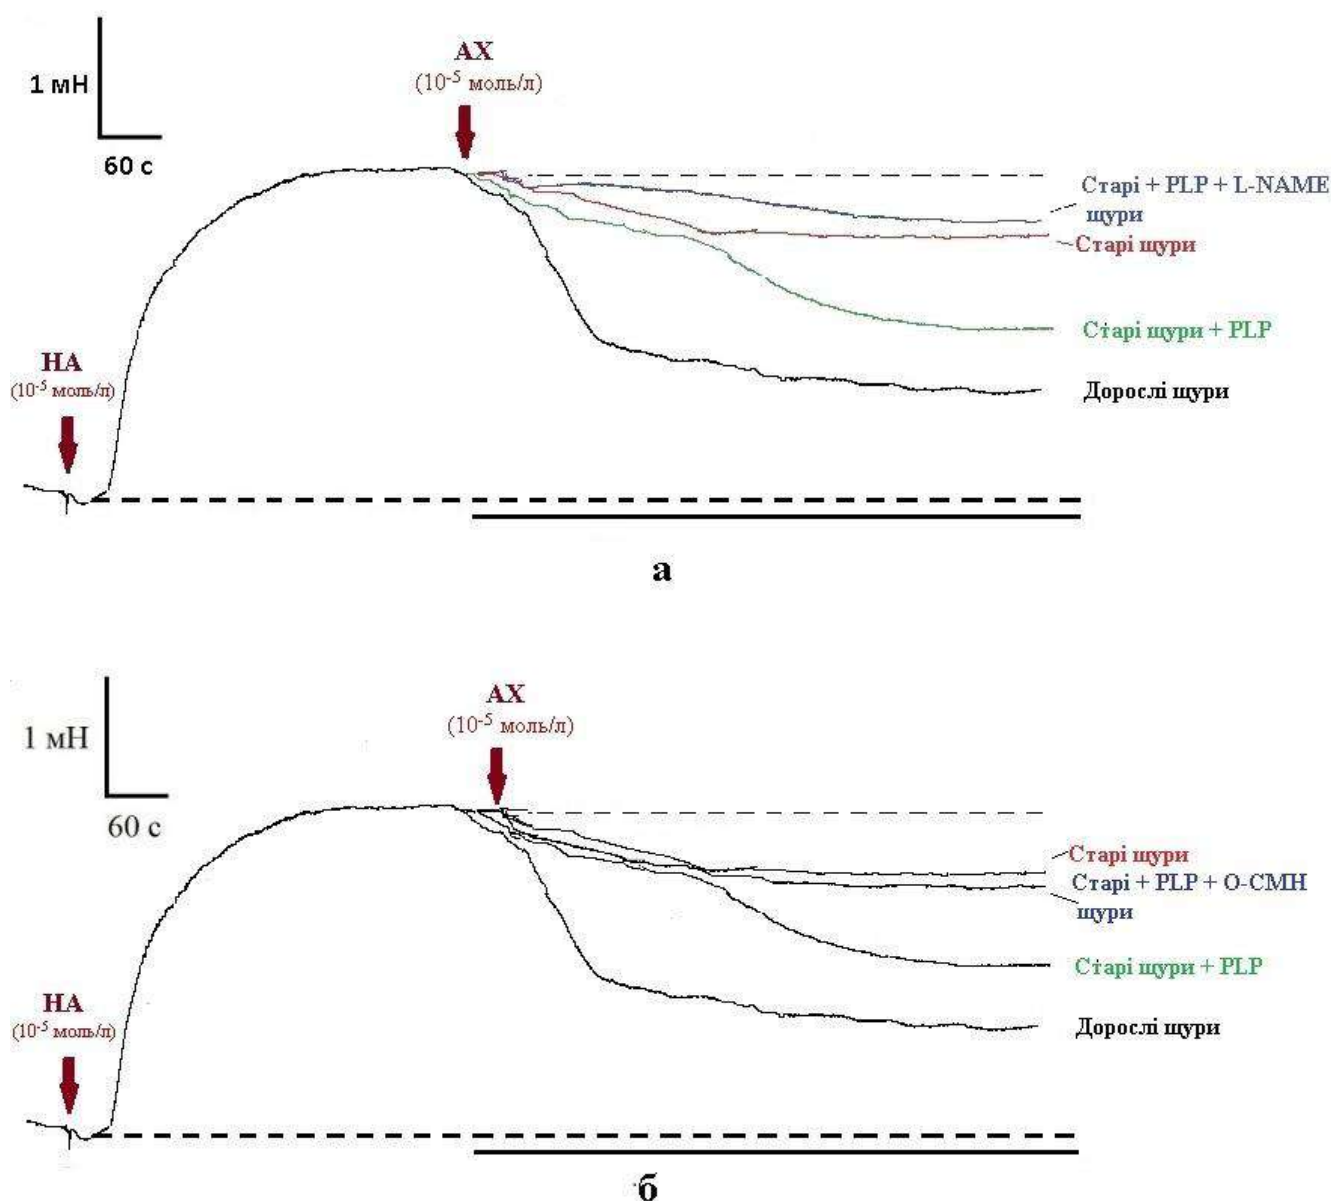 АХ
(10⁻⁵ моль/л)
1 мН
60 с
Старі + PLP + L-NAME
щури
Старі щури
Старі щури + PLP
НА
(10⁻⁵ моль/л)
Дорослі щури
а
АХ
(10⁻⁵ моль/л)
1 мН
60 с
Старі щури
Старі + PLP + O-CMH
щури
Старі щури + PLP
НА
(10⁻⁵ моль/л)
Дорослі щури
б